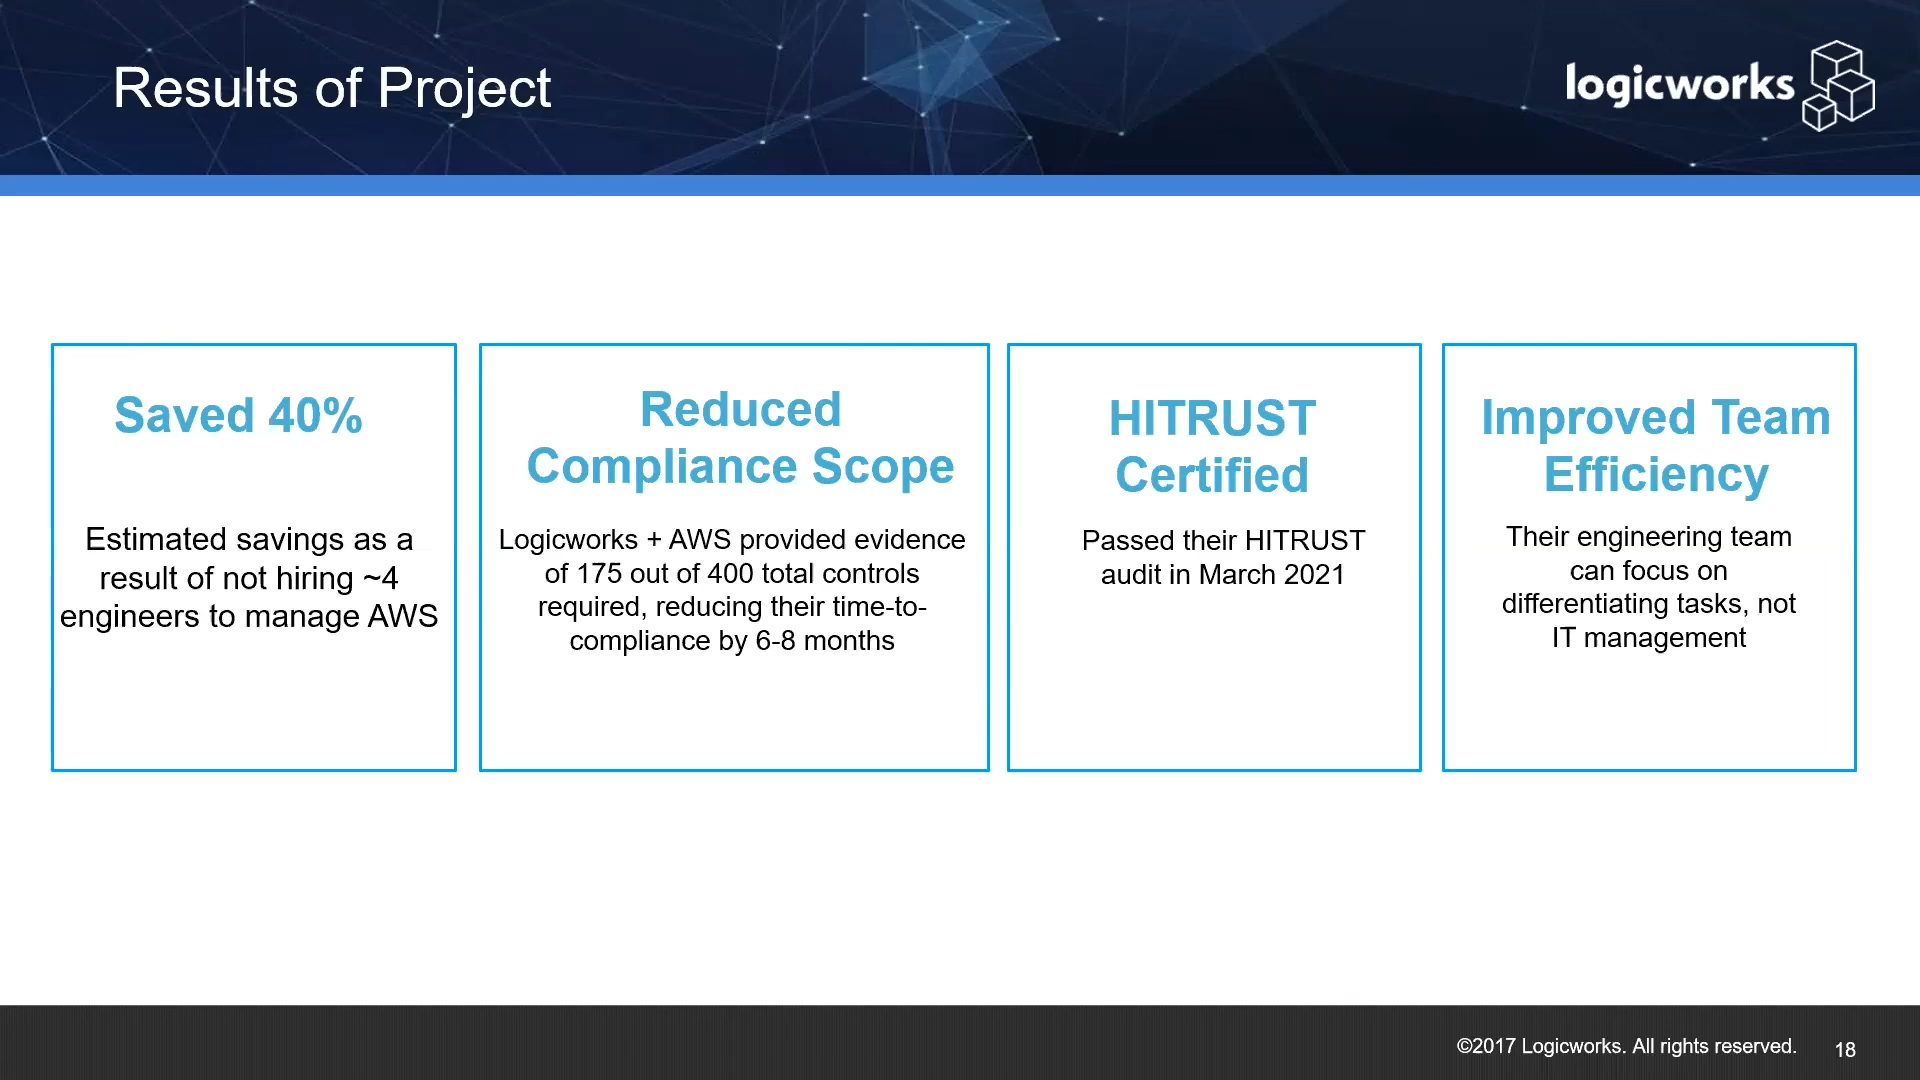 Results of Project
logicworks
Saved 40%
Estimated savings as a
result of not hiring ~4
engineers to manage AWS
Reduced
Compliance Scope
Logicworks + AWS provided evidence
of 175 out of 400 total controls
required, reducing their time-to-
compliance by 6-8 months
HITRUST
Certified
Passed their HITRUST
audit in March 2021
Improved Team
Efficiency
Their engineering team
can focus on
differentiating tasks, not
IT management
©2017 Logicworks. All rights reserved.
18